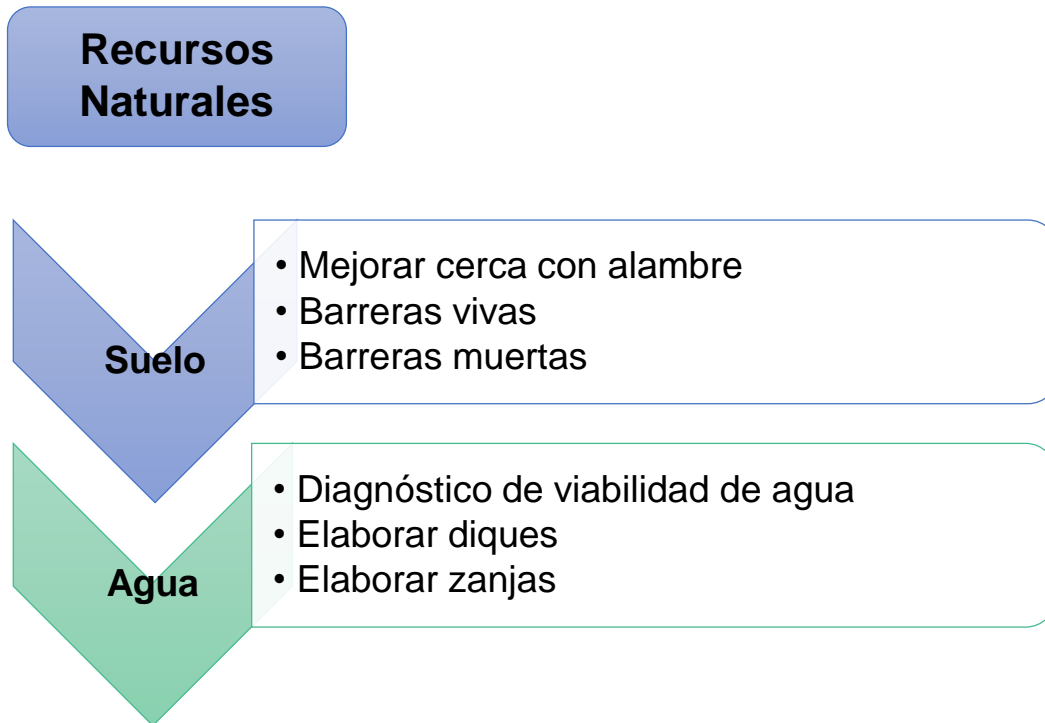 Recursos
Naturales
Suelo
• Mejorar cerca con alambre
• Barreras vivas
• Barreras muertas
Agua
• Diagnóstico de viabilidad de agua
• Elaborar diques
• Elaborar zanjas